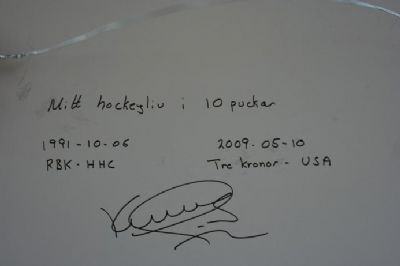 Mitt hockeyliv i 10 puckar
1991-10-06
RBK - HHC
2009-05-10
Tre Kronor - USA